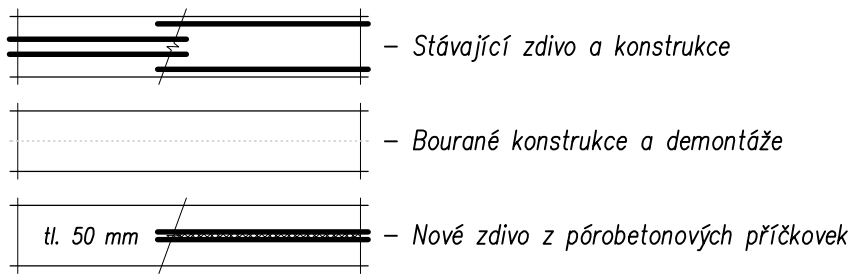 – Stávající zdivo a konstrukce
– Bourané konstrukce a demontáže
tl. 50 mm – Nové zdivo z pórobetonových příčkovek